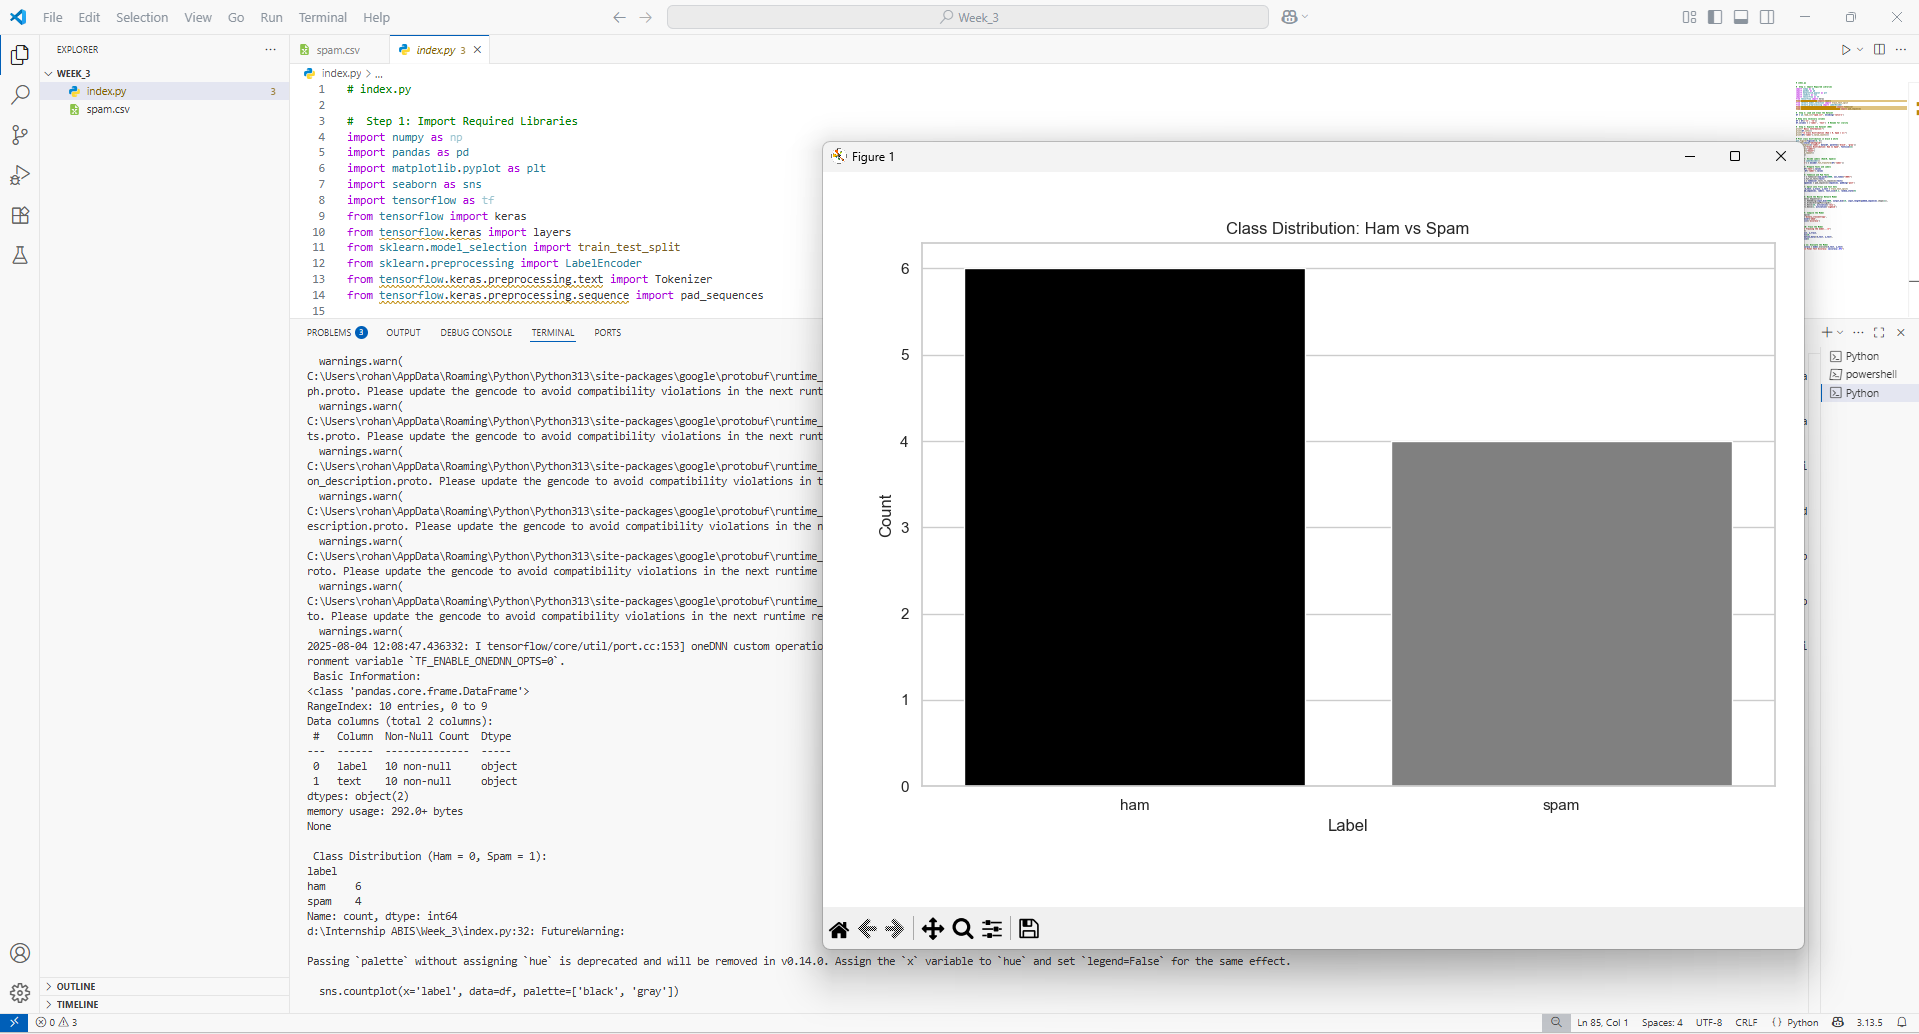 File Edit Selection View Go Run Terminal Help
Week_3
EXPLORER
WEEK_3
index.py 3
spam.csv
OUTLINE
TIMELINE
spam.csv
index.py 3
index.py > ...
1 # index.py
2
3 #  Step 1: Import Required Libraries
4 import numpy as np
5 import pandas as pd
6 import matplotlib.pyplot as plt
7 import seaborn as sns
8 import tensorflow as tf
9 from tensorflow import keras
10 from tensorflow.keras import layers
11 from sklearn.model_selection import train_test_split
12 from sklearn.preprocessing import LabelEncoder
13 from tensorflow.keras.preprocessing.text import Tokenizer
14 from tensorflow.keras.preprocessing.sequence import pad_sequences
15
PROBLEMS 3 OUTPUT DEBUG CONSOLE TERMINAL PORTS
warnings.warn(
C:\Users\rohan\AppData\Roaming\Python\Python313\site-packages\google\protobuf\runtime_
ph.proto. Please update the gencode to avoid compatibility violations in the next runt
warnings.warn(
C:\Users\rohan\AppData\Roaming\Python\Python313\site-packages\google\protobuf\runtime_
ts.proto. Please update the gencode to avoid compatibility violations in the next runt
warnings.warn(
C:\Users\rohan\AppData\Roaming\Python\Python313\site-packages\google\protobuf\runtime_
on_description.proto. Please update the gencode to avoid compatibility violations in t
warnings.warn(
C:\Users\rohan\AppData\Roaming\Python\Python313\site-packages\google\protobuf\runtime_
escription.proto. Please update the gencode to avoid compatibility violations in the n
warnings.warn(
C:\Users\rohan\AppData\Roaming\Python\Python313\site-packages\google\protobuf\runtime_
roto. Please update the gencode to avoid compatibility violations in the next runtime
warnings.warn(
C:\Users\rohan\AppData\Roaming\Python\Python313\site-packages\google\protobuf\runtime_
to. Please update the gencode to avoid compatibility violations in the next runtime re
warnings.warn(
2025-08-04 12:08:47.436332: I tensorflow/core/util/port.cc:153] oneDNN custom operatio
ronment variable `TF_ENABLE_ONEDNN_OPTS=0`.
Basic Information:
<class 'pandas.core.frame.DataFrame'>
RangeIndex: 10 entries, 0 to 9
Data columns (total 2 columns):
#   Column  Non-Null Count  Dtype
---  ------  --------------  -----
0   label   10 non-null     object
1   text    10 non-null     object
dtypes: object(2)
memory usage: 292.0+ bytes
None
Class Distribution (Ham = 0, Spam = 1):
label
ham     6
spam    4
Name: count, dtype: int64
d:\Internship ABIS\Week_3\index.py:32: FutureWarning:
Passing `palette` without assigning `hue` is deprecated and will be removed in v0.14.0. Assign the `x` variable to `hue` and set `legend=False` for the same effect.
sns.countplot(x='label', data=df, palette=['black', 'gray'])
Figure 1
Class Distribution: Ham vs Spam
6
5
4
3
2
1
0
Count
ham spam
Label
Python
powershell
Python
0 3
Ln 85, Col 1 Spaces: 4 UTF-8 CRLF {} Python 3.13.5